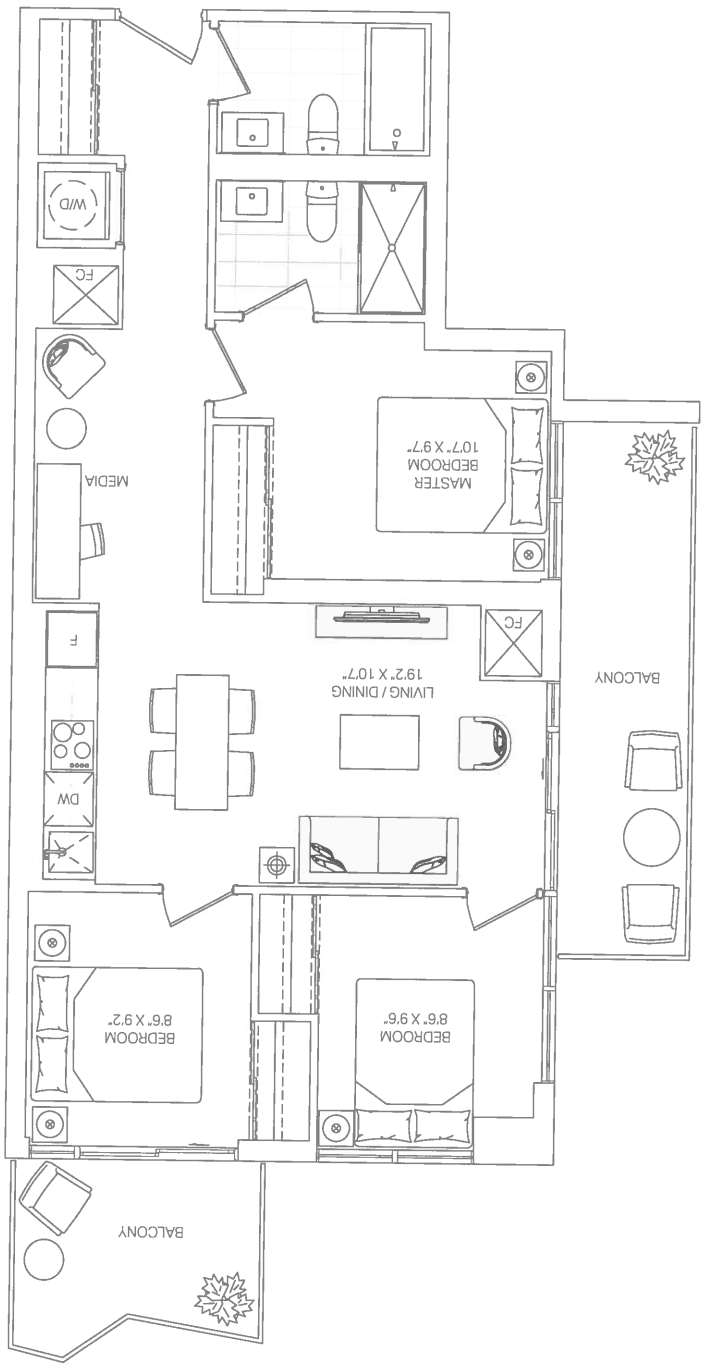 BALCONY
BEDROOM
8'6" X 9'6"
BEDROOM
8'6" X 9'2"
DW
BALCONY
LIVING / DINING
19'2" X 10'7"
F
FC
MEDIA
MASTER
BEDROOM
10'7" X 9'7"
FC
W/D